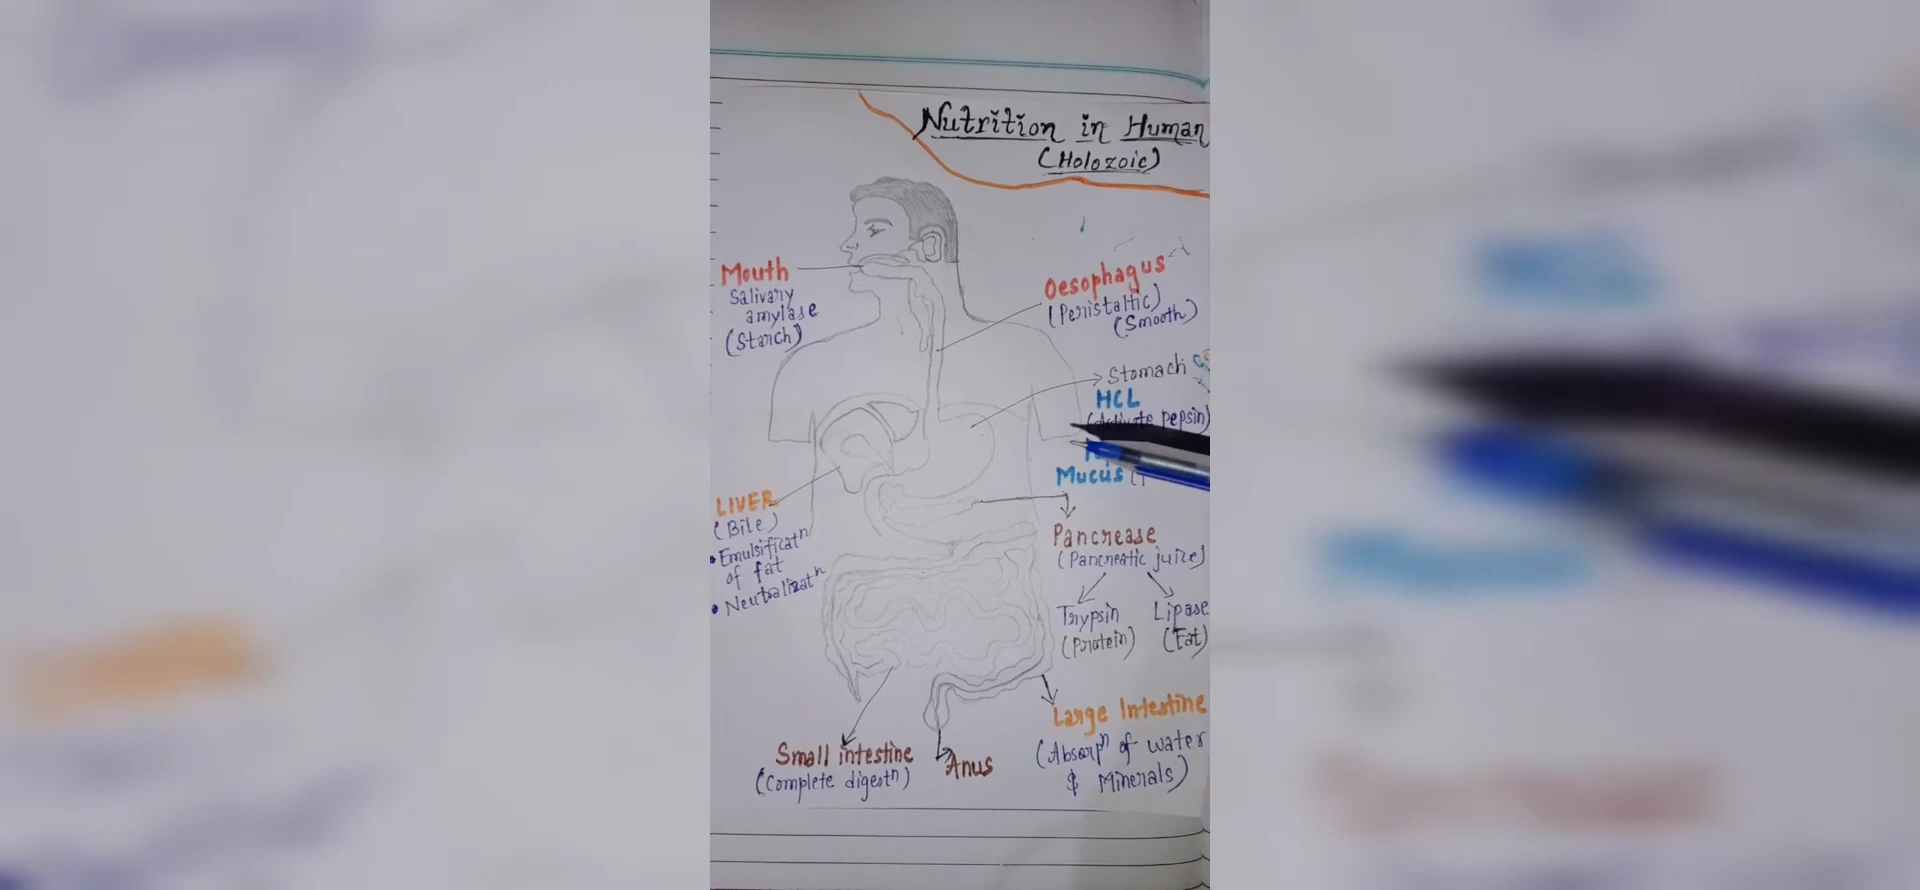 Nutrition in Human
(Holozoic)
Mouth
Salivary
amylase
(Starch)
Oesophagus
(Peristaltic)
(Smooth)
Stomach
HCL
(Activate pepsin)
Mucus
LIVER
(Bile)
• Emulsificatn
of fat
• Neutralizatn
Pancrease
(Pancreatic juice)
Trypsin
(Protein)
Lipase
(Fat)
Large Intestine
(Absorpn of water
$ Minerals)
Small intestine
(Complete digestn)
Anus